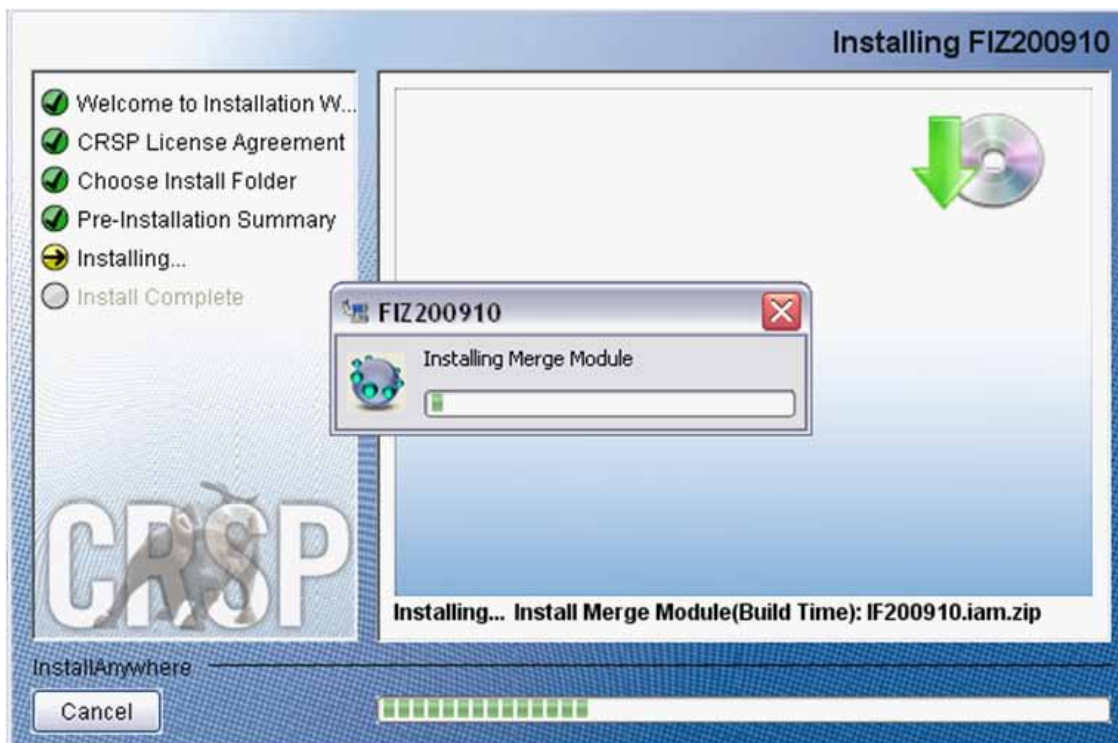 Installing FIZ200910
Welcome to Installation W...
CRSP License Agreement
Choose Install Folder
Pre-Installation Summary
Installing...
Install Complete
FIZ200910
Installing Merge Module
CRSP
Installing... Install Merge Module(Build Time): IF200910.iam.zip
InstallAnywhere
Cancel